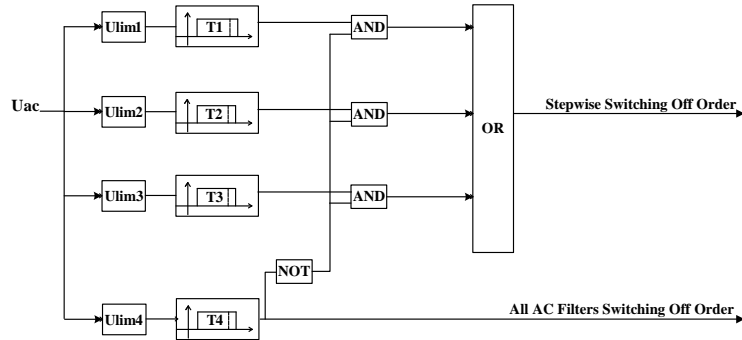 Ulim1 T1 AND
Stepwise Switching Off Order
Uac Ulim2 T2 AND
OR
Ulim3 T3 AND
NOT
All AC Filters Switching Off Order
Ulim4 T4